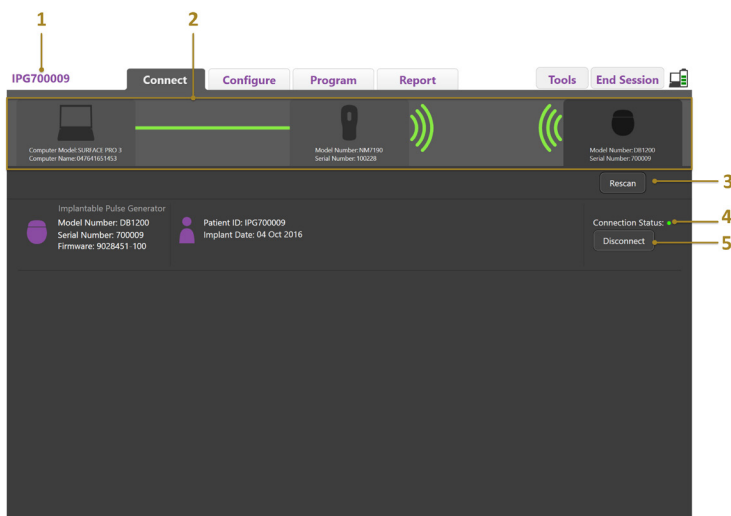 1
2
IPG700009
Connect
Configure
Program
Report
Tools
End Session
Computer Model:SURFACE PRO 3
Computer Name:047641651453
Model Number:NM7190
Serial Number:100228
Model Number:DB1200
Serial Number:700009
Rescan
3
Implantable Pulse Generator
Model Number: DB1200
Serial Number: 700009
Firmware: 9028451-100
Patient ID: IPG700009
Implant Date: 04 Oct 2016
Connection Status:
4
Disconnect
5